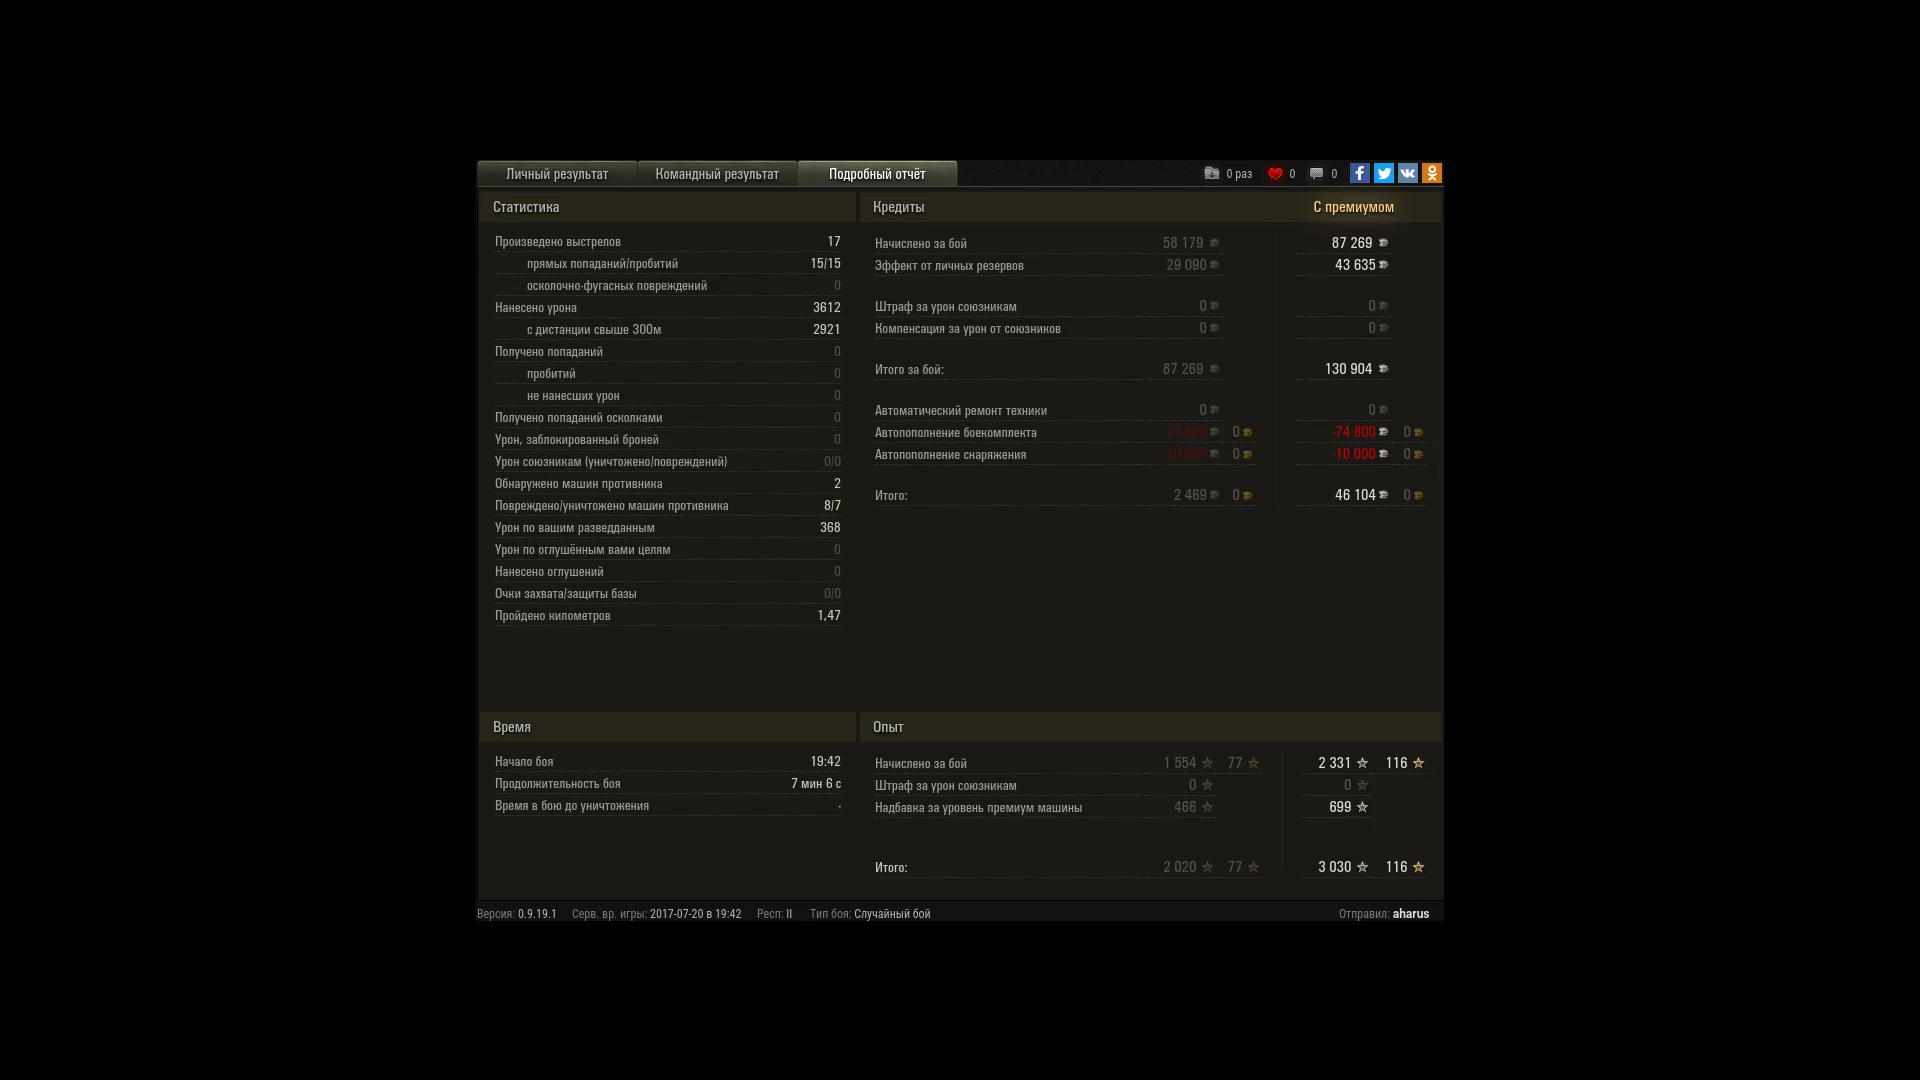 Личный результат Командный результат Подробный отчёт 0 раз 0 0
Статистика
Произведено выстрелов 17
прямых попаданий/пробитий 15/15
осколочно-фугасных повреждений 0
Нанесено урона 3612
с дистанции свыше 300м 2921
Получено попаданий 0
пробитий 0
не нанесших урон 0
Получено попаданий осколками 0
Урон, заблокированный броней 0
Урон союзникам (уничтожено/повреждений) 0/0
Обнаружено машин противника 2
Повреждено/уничтожено машин противника 8/7
Урон по вашим разведданным 368
Урон по оглушённым вами целям 0
Нанесено оглушений 0
Очки захвата/защиты базы 0/0
Пройдено километров 1,47
Кредиты С премиумом
Начислено за бой 58 179 87 269
Эффект от личных резервов 29 090 43 635
Штраф за урон союзникам 0 0
Компенсация за урон от союзников 0 0
Итого за бой: 87 269 130 904
Автоматический ремонт техники 0 0
Автопополнение боекомплекта 0 -74 800 0
Автопополнение снаряжения 0 -10 000 0
Итого: 2 469 0 46 104 0
Время
Начало боя 19:42
Продолжительность боя 7 мин 6 с
Время в бою до уничтожения -
Опыт
Начислено за бой 1 554 77 2 331 116
Штраф за урон союзникам 0 0
Надбавка за уровень премиум машины 466 699
Итого: 2 020 77 3 030 116
Версия: 0.9.19.1 Серв. вр. игры: 2017-07-20 в 19:42 Респ: II Тип боя: Случайный бой Отправил: aharus